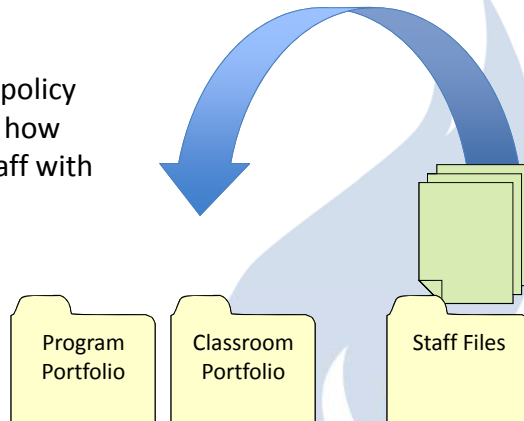 policy
how
aff with
Program
Portfolio
Classroom
Portfolio
Staff Files